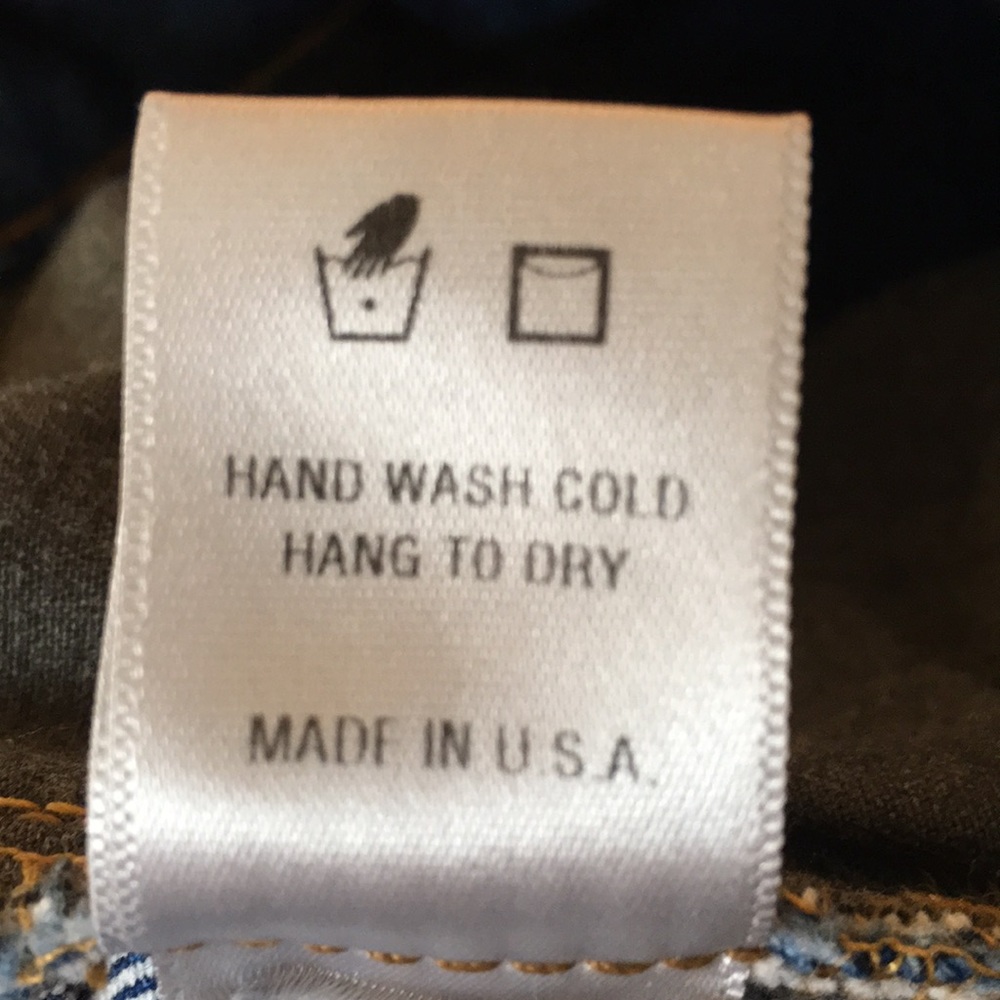 HAND WASH COLD
HANG TO DRY
MADE IN U.S.A.